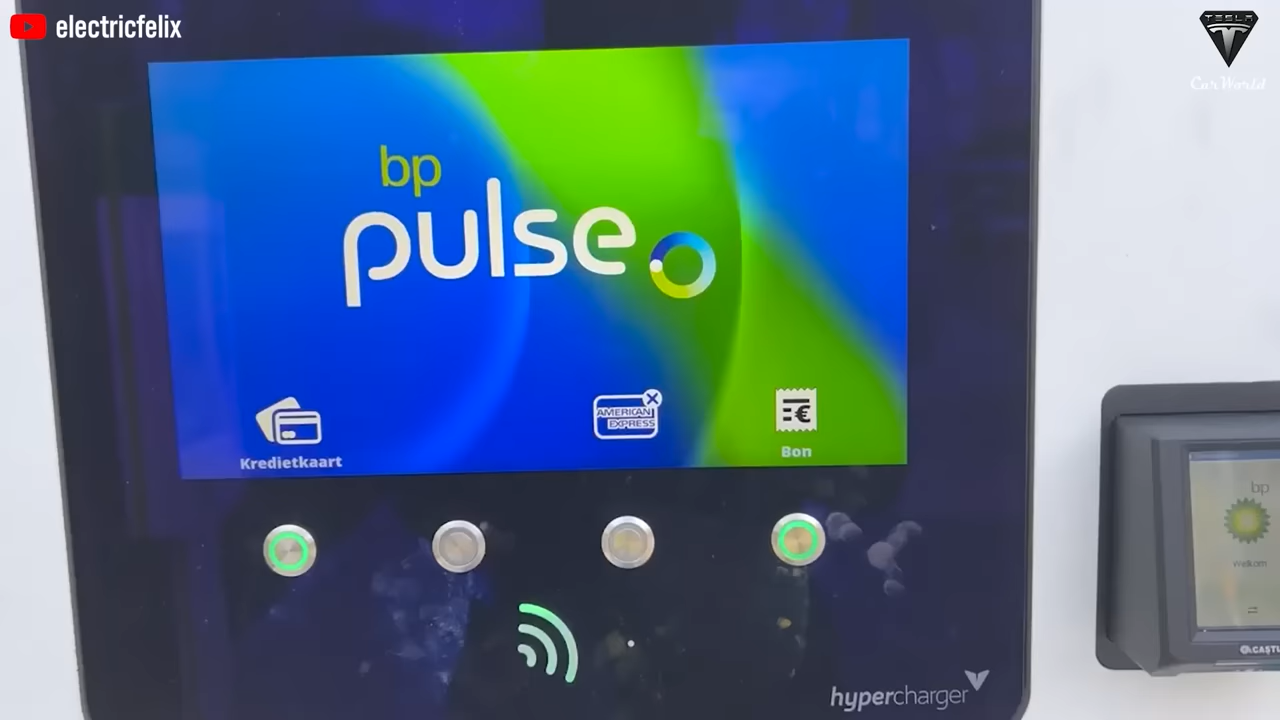 electricfelix
TESLA
Car World
bp
pulse
AMERICAN
EXPRESS
Kredietkaart
€
Bon
bp
Welkom
hypercharger